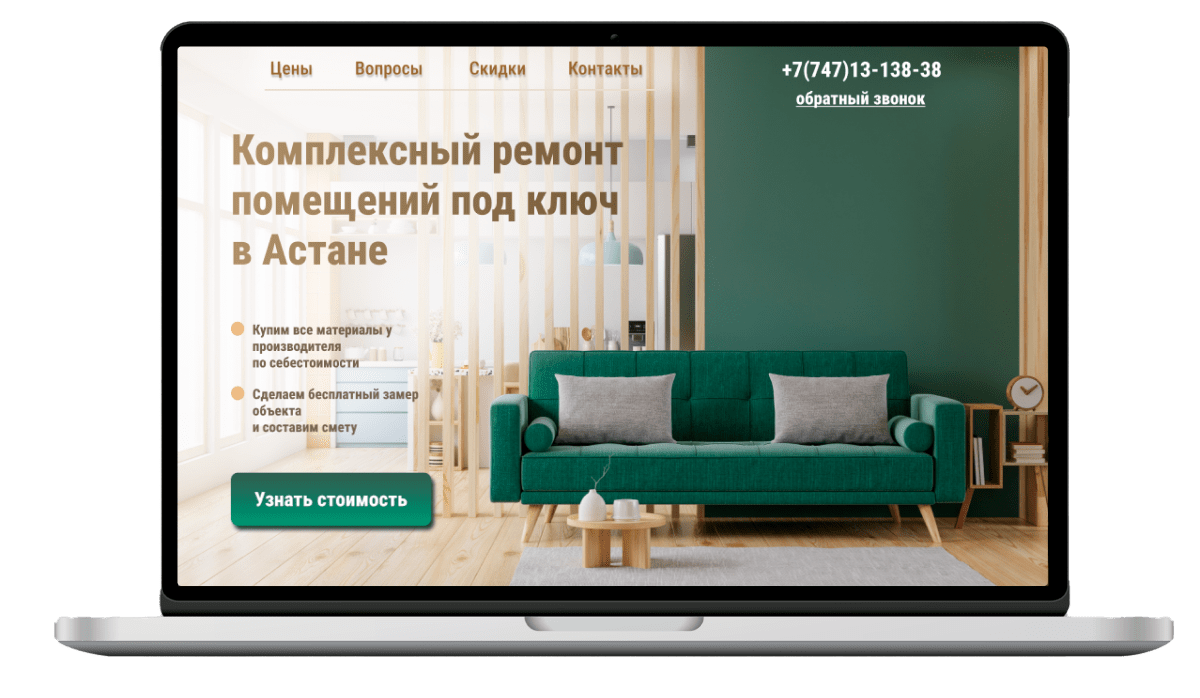 Цены Вопросы Скидки Контакты
+7(747)13-138-38
обратный звонок
Комплексный ремонт
помещений под ключ
в Астане
Купим все материалы у
производителя
по себестоимости
Сделаем бесплатный замер
объекта
и составим смету
Узнать стоимость